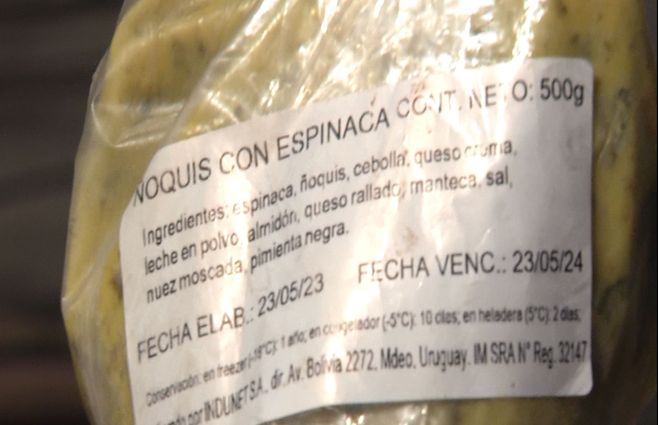 ÑOQUIS CON ESPINACA CONT. NETO: 500g
Ingredientes: espinaca, ñoquis, cebolla, queso crema,
leche en polvo, almidón, queso rallado, manteca, sal,
nuez moscada, pimienta negra.
FECHA ELAB.: 23/05/23 FECHA VENC.: 23/05/24
Conservación: en freezer (-18°C): 1 año; en congelador (-5°C): 10 días; en heladera (5°C): 2 días;
por INDUNET S.A., dir. Av. Bolivia 2272, Mdeo, Uruguay. IM SRA N° Reg. 32147